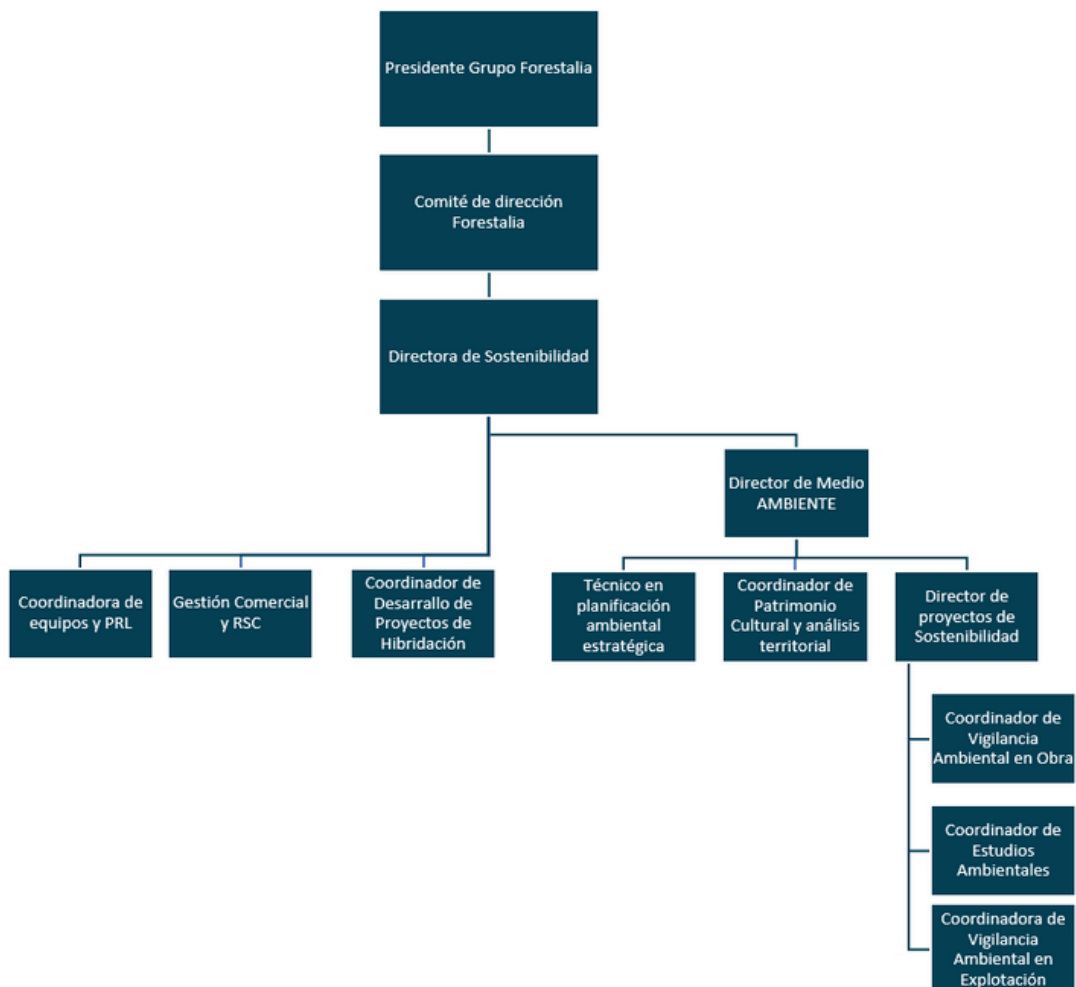 Presidente Grupo Forestalia
Comité de dirección
Forestalia
Directora de Sostenibilidad
Director de Medio
AMBIENTE
Coordinadora de
equipos y PRL
Gestión Comercial
y RSC
Coordinador de
Desarrollo de
Proyectos de
Hibridación
Técnico en
planificación
ambiental
estratégica
Coordinador de
Patrimonio
Cultural y análisis
territorial
Director de
proyectos de
Sostenibilidad
Coordinador de
Vigilancia
Ambiental en Obra
Coordinador de
Estudios
Ambientales
Coordinadora de
Vigilancia
Ambiental en
Explotación